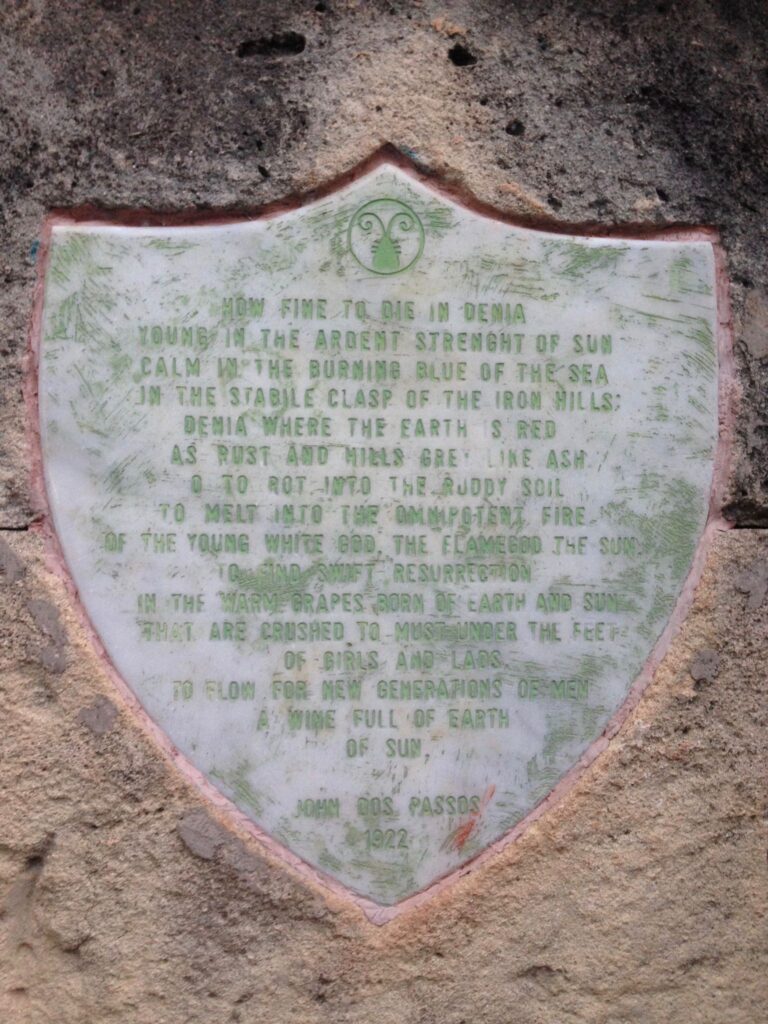 HOW FINE TO DIE IN DENIA
YOUNG IN THE ARDENT STRENGHT OF SUN
CALM IN THE BURNING BLUE OF THE SEA
IN THE STABILE CLASP OF THE IRON HILLS;
DENIA WHERE THE EARTH IS RED
AS RUST AND HILLS GREY LIKE ASH
O TO ROT INTO THE RUDDY SOIL
TO MELT INTO THE OMNIPOTENT FIRE
OF THE YOUNG WHITE GOD, THE FLAMEGOD THE SUN
TO FIND SWIFT RESURRECTION
IN THE WARM GRAPES BORN OF EARTH AND SUN
THAT ARE CRUSHED TO MUST UNDER THE FEET
OF GIRLS AND LADS
TO FLOW FOR NEW GENERATIONS OF MEN
A WINE FULL OF EARTH
OF SUN,
JOHN DOS PASSOS
1922